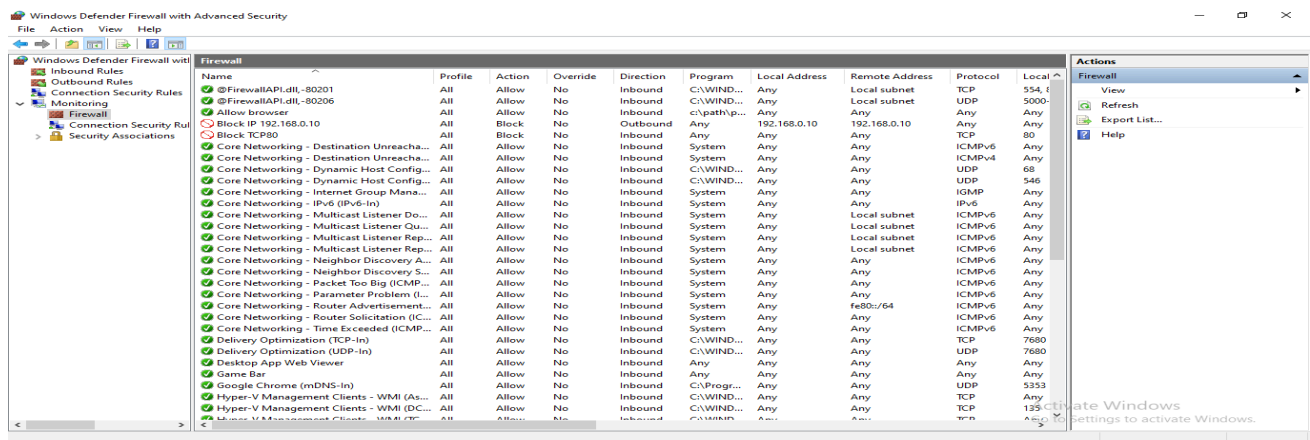 Windows Defender Firewall with Advanced Security
File Action View Help
Windows Defender Firewall witl
Inbound Rules
Outbound Rules
Connection Security Rules
Monitoring
Firewall
Connection Security Rul
Security Associations
Firewall
Name Profile Action Override Direction Program Local Address Remote Address Protocol Local
@FirewallAPI.dll,-80201 All Allow No Inbound C:\WIND... Any Local subnet TCP 554, 8
@FirewallAPI.dll,-80206 All Allow No Inbound C:\WIND... Any Local subnet UDP 5000-
Allow browser All Allow No Inbound c:\path\p... Any Any Any Any
Block IP 192.168.0.10 All Block No Outbound Any 192.168.0.10 192.168.0.10 Any Any
Block TCP80 All Block No Inbound Any Any Any TCP 80
Core Networking - Destination Unreacha... All Allow No Inbound System Any Any ICMPv6 Any
Core Networking - Destination Unreacha... All Allow No Inbound System Any Any ICMPv4 Any
Core Networking - Dynamic Host Config... All Allow No Inbound C:\WIND... Any Any UDP 68
Core Networking - Dynamic Host Config... All Allow No Inbound C:\WIND... Any Any UDP 546
Core Networking - Internet Group Mana... All Allow No Inbound System Any Any IGMP Any
Core Networking - IPv6 (IPv6-In) All Allow No Inbound System Any Any IPv6 Any
Core Networking - Multicast Listener Do... All Allow No Inbound System Any Local subnet ICMPv6 Any
Core Networking - Multicast Listener Qu... All Allow No Inbound System Any Local subnet ICMPv6 Any
Core Networking - Multicast Listener Rep... All Allow No Inbound System Any Local subnet ICMPv6 Any
Core Networking - Multicast Listener Rep... All Allow No Inbound System Any Local subnet ICMPv6 Any
Core Networking - Neighbor Discovery A... All Allow No Inbound System Any Any ICMPv6 Any
Core Networking - Neighbor Discovery S... All Allow No Inbound System Any Any ICMPv6 Any
Core Networking - Packet Too Big (ICMP... All Allow No Inbound System Any Any ICMPv6 Any
Core Networking - Parameter Problem (I... All Allow No Inbound System Any Any ICMPv6 Any
Core Networking - Router Advertisement... All Allow No Inbound System Any fe80::/64 ICMPv6 Any
Core Networking - Router Solicitation (IC... All Allow No Inbound System Any Any ICMPv6 Any
Core Networking - Time Exceeded (ICMP... All Allow No Inbound System Any Any ICMPv6 Any
Delivery Optimization (TCP-In) All Allow No Inbound C:\WIND... Any Any TCP 7680
Delivery Optimization (UDP-In) All Allow No Inbound C:\WIND... Any Any UDP 7680
Desktop App Web Viewer All Allow No Inbound Any Any Any Any Any
Game Bar All Allow No Inbound Any Any Any Any Any
Google Chrome (mDNS-In) All Allow No Inbound C:\Progr... Any Any UDP 5353
Hyper-V Management Clients - WMI (As... All Allow No Inbound C:\WIND... Any Any TCP Any
Hyper-V Management Clients - WMI (DC... All Allow No Inbound C:\WIND... Any Any TCP 135
Actions
Firewall
View
Refresh
Export List...
Help
Activate Windows
Go to Settings to activate Windows.